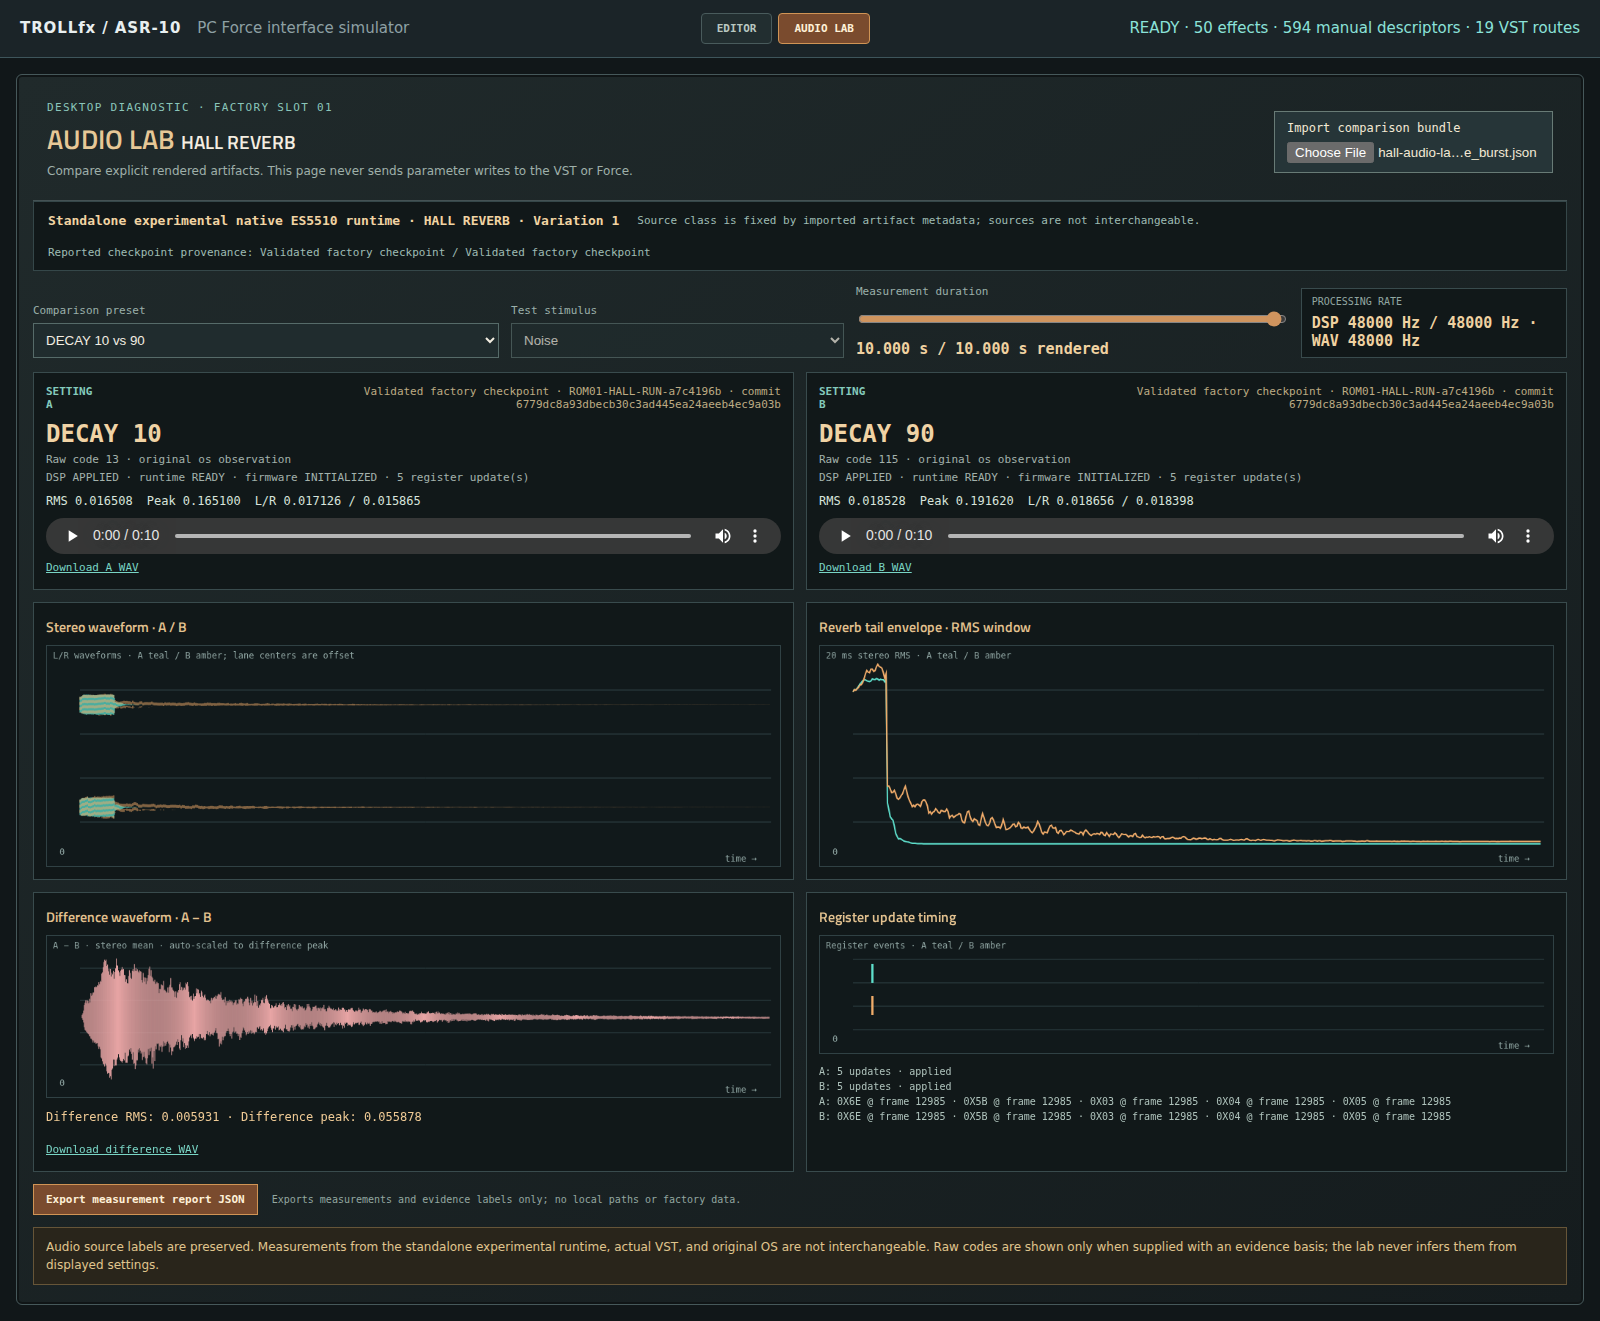 TROLLfx / ASR-10 PC Force interface simulator
EDITOR
AUDIO LAB
READY · 50 effects · 594 manual descriptors · 19 VST routes
DESKTOP DIAGNOSTIC · FACTORY SLOT 01
AUDIO LAB HALL REVERB
Compare explicit rendered artifacts. This page never sends parameter writes to the VST or Force.
Import comparison bundle
Choose File hall-audio-la...e_burst.json
Standalone experimental native ES5510 runtime · HALL REVERB · Variation 1 Source class is fixed by imported artifact metadata; sources are not interchangeable.
Reported checkpoint provenance: Validated factory checkpoint / Validated factory checkpoint
Comparison preset
DECAY 10 vs 90
Test stimulus
Noise
Measurement duration
10.000 s / 10.000 s rendered
PROCESSING RATE
DSP 48000 Hz / 48000 Hz ·
WAV 48000 Hz
SETTING
A
Validated factory checkpoint · ROM01-HALL-RUN-a7c4196b · commit
6779dc8a93dbecb30c3ad445ea24aeeb4ec9a03b
DECAY 10
Raw code 13 · original os observation
DSP APPLIED · runtime READY · firmware INITIALIZED · 5 register update(s)
RMS 0.016508 Peak 0.165100 L/R 0.017126 / 0.015865
0:00 / 0:10
Download A WAV
SETTING
B
Validated factory checkpoint · ROM01-HALL-RUN-a7c4196b · commit
6779dc8a93dbecb30c3ad445ea24aeeb4ec9a03b
DECAY 90
Raw code 115 · original os observation
DSP APPLIED · runtime READY · firmware INITIALIZED · 5 register update(s)
RMS 0.018528 Peak 0.191620 L/R 0.018656 / 0.018398
0:00 / 0:10
Download B WAV
Stereo waveform · A / B
L/R waveforms · A teal / B amber; lane centers are offset
0
time →
Reverb tail envelope · RMS window
20 ms stereo RMS · A teal / B amber
0
time →
Difference waveform · A − B
A − B · stereo mean · auto-scaled to difference peak
0
time →
Difference RMS: 0.005931 · Difference peak: 0.055878
Download difference WAV
Register update timing
Register events · A teal / B amber
0
time →
A: 5 updates · applied
B: 5 updates · applied
A: 0X6E @ frame 12985 · 0X5B @ frame 12985 · 0X03 @ frame 12985 · 0X04 @ frame 12985 · 0X05 @ frame 12985
B: 0X6E @ frame 12985 · 0X5B @ frame 12985 · 0X03 @ frame 12985 · 0X04 @ frame 12985 · 0X05 @ frame 12985
Export measurement report JSON
Exports measurements and evidence labels only; no local paths or factory data.
Audio source labels are preserved. Measurements from the standalone experimental runtime, actual VST, and original OS are not interchangeable. Raw codes are shown only when supplied with an evidence basis; the lab never infers them from
displayed settings.